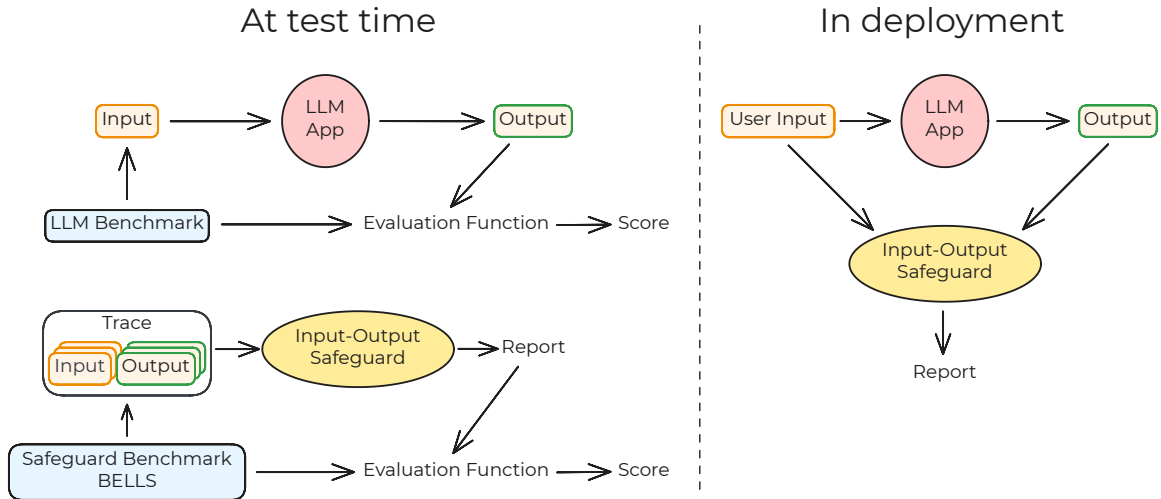 At test time
Input
LLM
App
Output
LLM Benchmark
Evaluation Function
Score
Trace
Input
Output
Input-Output
Safeguard
Report
Safeguard Benchmark
BELLS
Evaluation Function
Score
In deployment
User Input
LLM
App
Output
Input-Output
Safeguard
Report